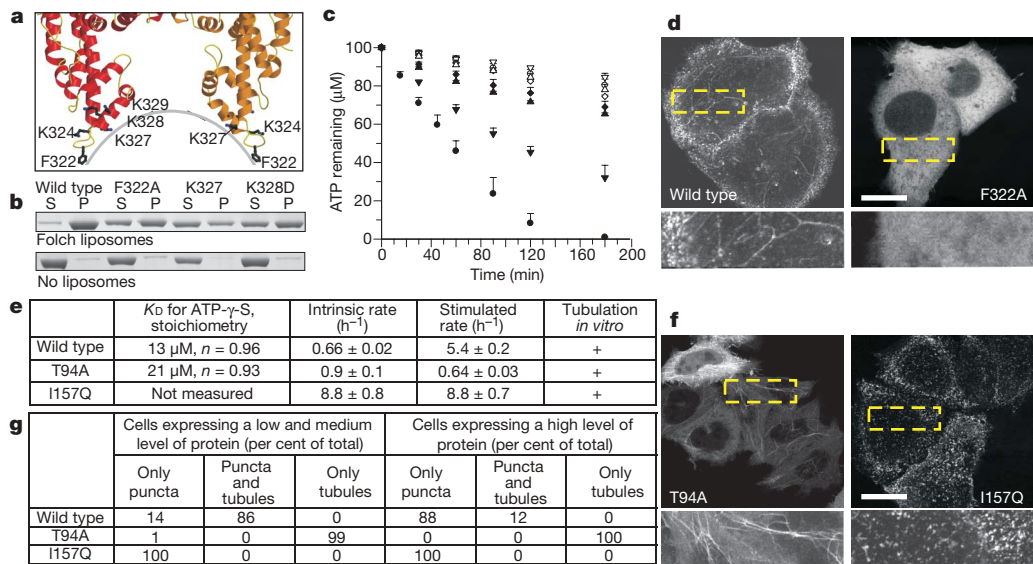 a
K329
K328
K324
K327
K327
K324
F322
F322
b
Wild type F322A K327 K328D
S P S P S P S P
Folch liposomes
No liposomes
c
ATP remaining (µM)
100
80
60
40
20
0
0 40 80 120 160 200
Time (min)
d
Wild type
F322A
e
KD for ATP-γ-S, stoichiometry
Intrinsic rate (h–1)
Stimulated rate (h–1)
Tubulation in vitro
Wild type 13 µM, n = 0.96 0.66 ± 0.02 5.4 ± 0.2 +
T94A 21 µM, n = 0.93 0.9 ± 0.1 0.64 ± 0.03 +
I157Q Not measured 8.8 ± 0.8 8.8 ± 0.7 +
f
T94A
I157Q
g
Cells expressing a low and medium level of protein (per cent of total)
Cells expressing a high level of protein (per cent of total)
Only puncta
Puncta and tubules
Only tubules
Only puncta
Puncta and tubules
Only tubules
Wild type 14 86 0 88 12 0
T94A 1 0 99 0 0 100
I157Q 100 0 0 100 0 0